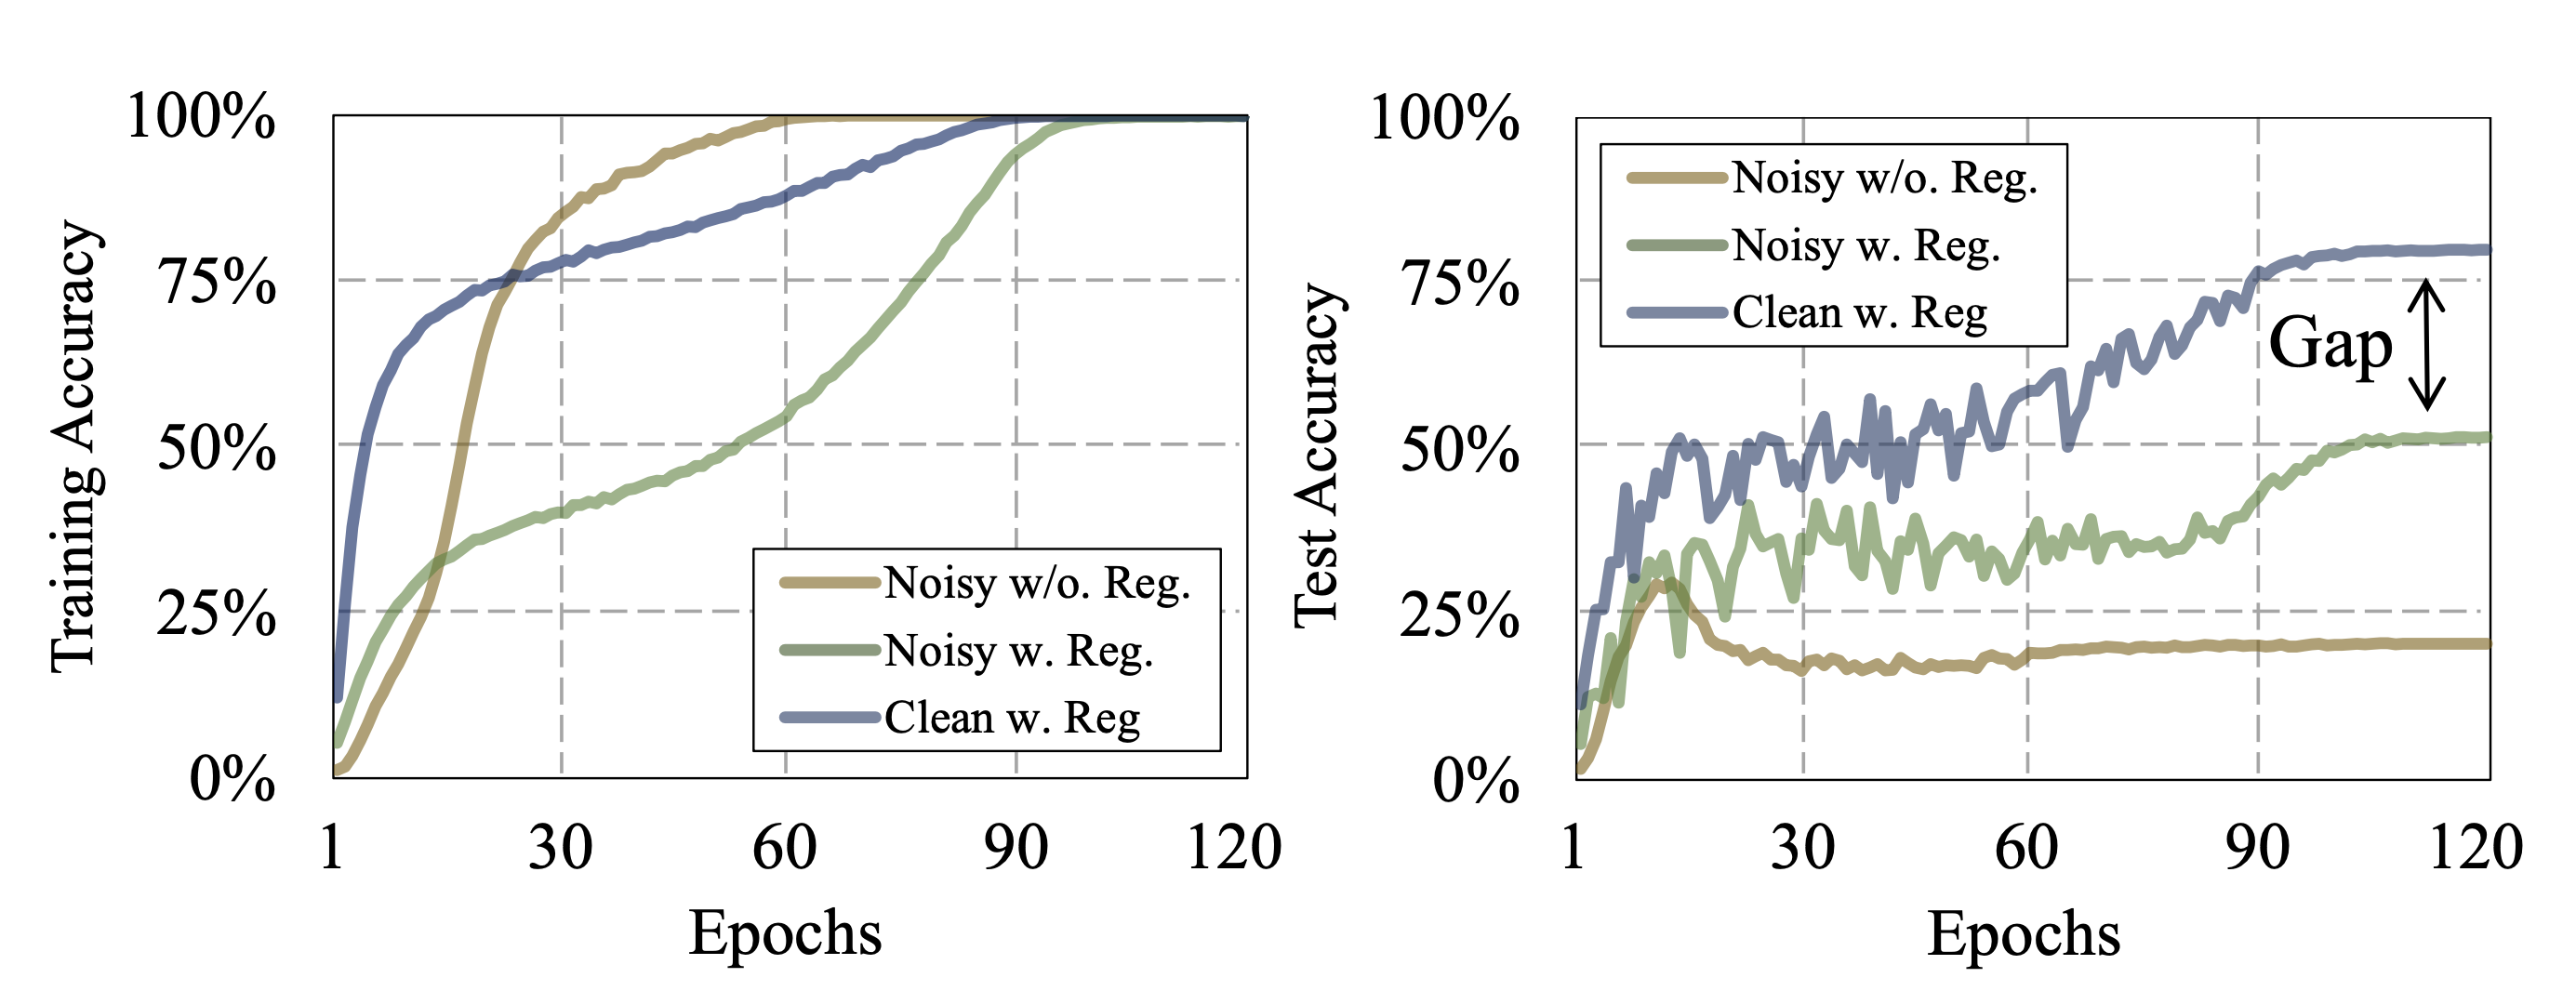 Training Accuracy
100%
75%
50%
25%
0%
Noisy w/o. Reg.
Noisy w. Reg.
Clean w. Reg
1
30
60
90
120
Epochs
Test Accuracy
100%
75%
50%
25%
0%
Noisy w/o. Reg.
Noisy w. Reg.
Clean w. Reg
Gap
1
30
60
90
120
Epochs